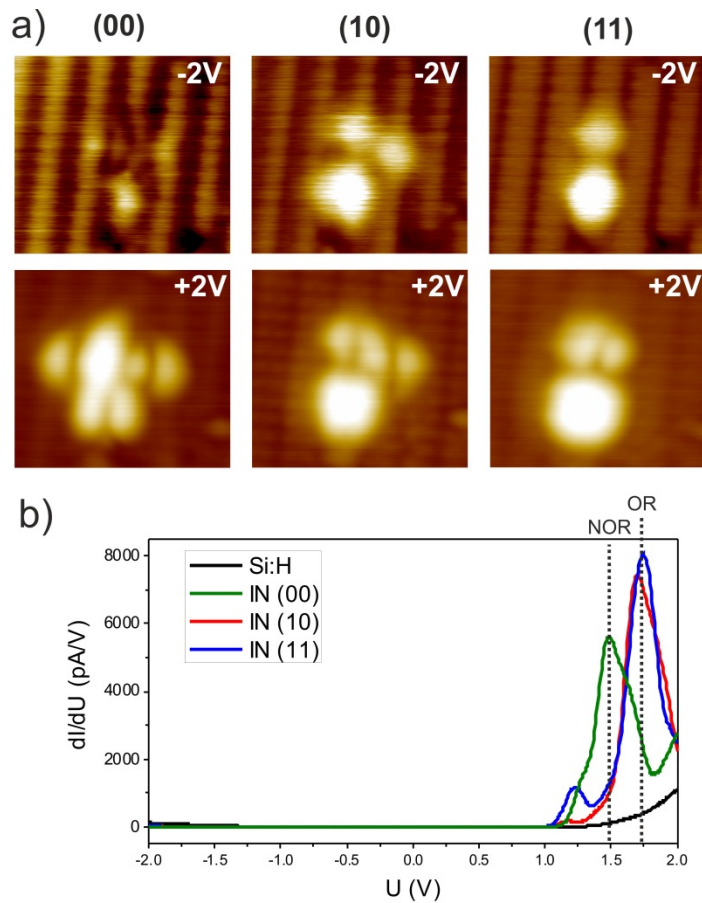 a) (00) (10) (11)
-2V -2V -2V
+2V +2V +2V
b)
OR
NOR
8000
6000
4000
2000
0
dI/dU (pA/V)
Si:H
IN (00)
IN (10)
IN (11)
-2.0 -1.5 -1.0 -0.5 0.0 0.5 1.0 1.5 2.0
U (V)